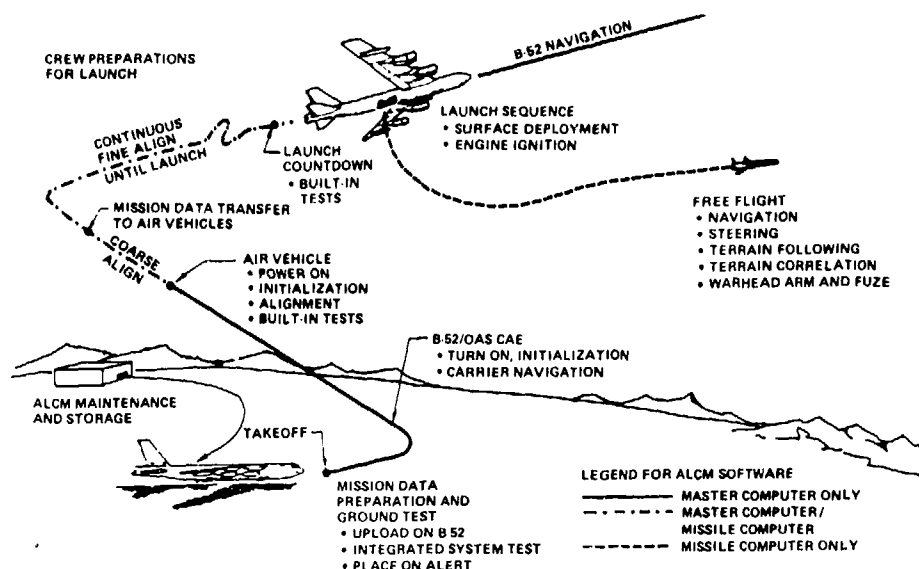 B-52 NAVIGATION
CREW PREPARATIONS
FOR LAUNCH
LAUNCH SEQUENCE
• SURFACE DEPLOYMENT
• ENGINE IGNITION
CONTINUOUS
FINE ALIGN
UNTIL LAUNCH
LAUNCH
COUNTDOWN
• BUILT-IN
TESTS
MISSION DATA TRANSFER
TO AIR VEHICLES
FREE FLIGHT
• NAVIGATION
• STEERING
• TERRAIN FOLLOWING
• TERRAIN CORRELATION
• WARHEAD ARM AND FUZE
COARSE
ALIGN
AIR VEHICLE
• POWER ON
• INITIALIZATION
• ALIGNMENT
• BUILT-IN TESTS
B-52/OAS CAE
• TURN ON, INITIALIZATION
• CARRIER NAVIGATION
ALCM MAINTENANCE
AND STORAGE
TAKEOFF
MISSION DATA
PREPARATION AND
GROUND TEST
• UPLOAD ON B 52
• INTEGRATED SYSTEM TEST
• PLACE ON ALERT
LEGEND FOR ALCM SOFTWARE
MASTER COMPUTER ONLY
MASTER COMPUTER/
MISSILE COMPUTER
MISSILE COMPUTER ONLY